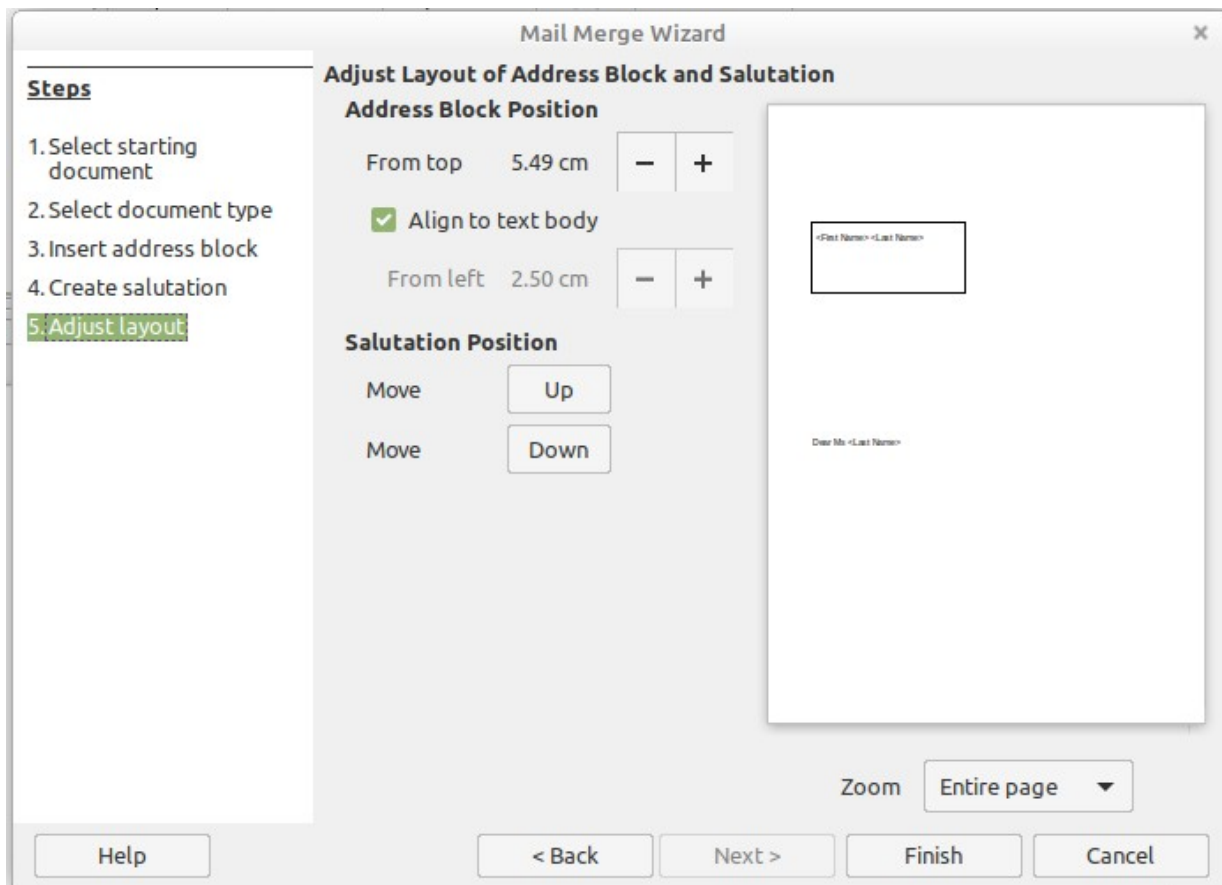 Mail Merge Wizard
Steps
1. Select starting
document
2. Select document type
3. Insert address block
4. Create salutation
5. Adjust layout
Adjust Layout of Address Block and Salutation
Address Block Position
From top 5.49 cm − +
Align to text body
From left 2.50 cm − +
Salutation Position
Move Up
Move Down
<First Name> <Last Name>
Dear Ms <Last Name>
Zoom Entire page
Help < Back Next > Finish Cancel